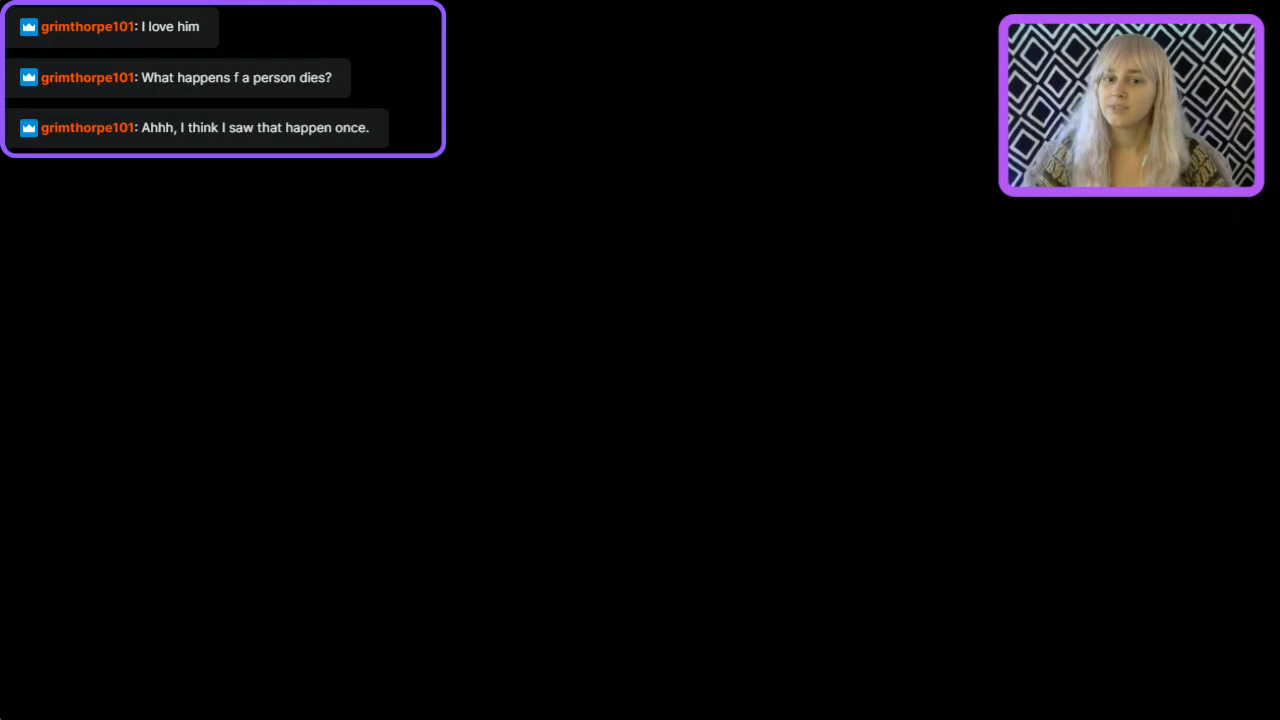 grimthorpe101: I love him
grimthorpe101: What happens f a person dies?
grimthorpe101: Ahhh, I think I saw that happen once.